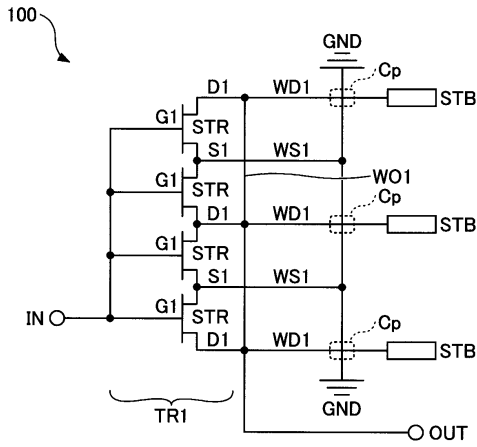 100
GND
Cp
D1
WD1
STB
G1
STR
S1
WS1
WO1
G1
STR
Cp
D1
WD1
STB
G1
STR
S1
WS1
G1
STR
Cp
IN
D1
WD1
STB
GND
TR1
OUT